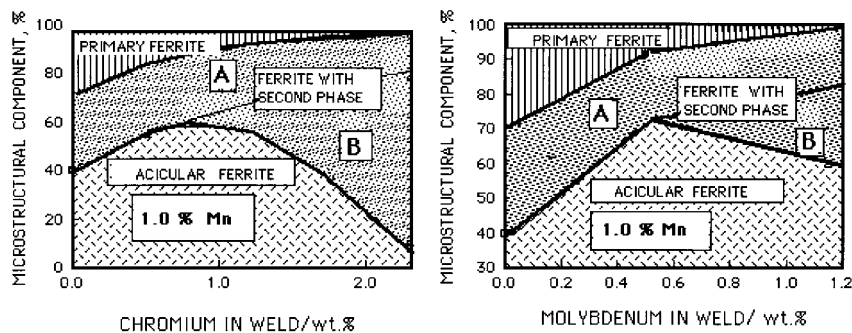 MICROSTRUCTURAL COMPONENT, %
100
80
60
40
20
0
PRIMARY FERRITE
A
FERRITE WITH
SECOND PHASE
B
ACICULAR FERRITE
1.0 % Mn
0.0
1.0
2.0
CHROMIUM IN WELD/wt.%
MICROSTRUCTURAL COMPONENT, %
100
90
80
70
60
50
40
30
PRIMARY FERRITE
A
FERRITE WITH
SECOND PHASE
B
ACICULAR FERRITE
1.0 % Mn
0.0
0.2
0.4
0.6
0.8
1.0
1.2
MOLYBDENUM IN WELD/ wt.%